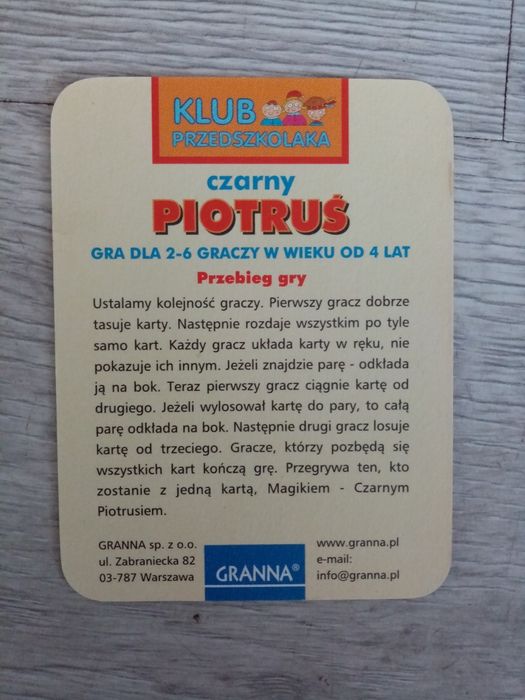 KLUB
PRZEDSZKOLAKA
czarny
PIOTRUŚ
GRA DLA 2-6 GRACZY W WIEKU OD 4 LAT
Przebieg gry
Ustalamy kolejność graczy. Pierwszy gracz dobrze
tasuje karty. Następnie rozdaje wszystkim po tyle
samo kart. Każdy gracz układa karty w ręku, nie
pokazuje ich innym. Jeżeli znajdzie parę - odkłada
ją na bok. Teraz pierwszy gracz ciągnie kartę od
drugiego. Jeżeli wylosował kartę do pary, to całą
parę odkłada na bok. Następnie drugi gracz losuje
kartę od trzeciego. Gracze, którzy pozbędą się
wszystkich kart kończą grę. Przegrywa ten, kto
zostanie z jedną kartą, Magikiem - Czarnym
Piotrusiem.
GRANNA sp. z o.o.
ul. Zabraniecka 82
03-787 Warszawa
GRANNA®
www.granna.pl
e-mail:
info@granna.pl